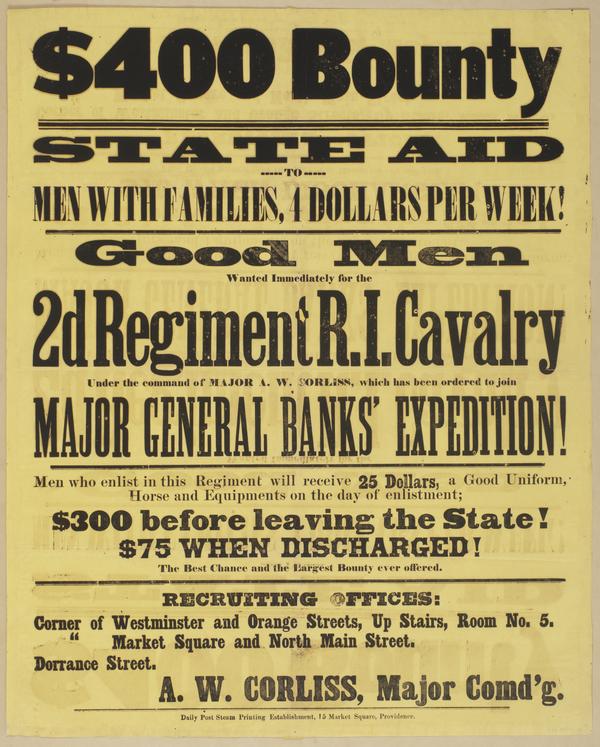 $400 Bounty
STATE AID
----- TO -----
MEN WITH FAMILIES, 4 DOLLARS PER WEEK!
Good Men
Wanted Immediately for the
2d Regiment R.I. Cavalry
Under the command of MAJOR A. W. CORLISS, which has been ordered to join
MAJOR GENERAL BANKS' EXPEDITION!
Men who enlist in this Regiment will receive 25 Dollars, a Good Uniform,
Horse and Equipments on the day of enlistment;
$300 before leaving the State!
$75 WHEN DISCHARGED!
The Best Chance and the Largest Bounty ever offered.
RECRUITING OFFICES:
Corner of Westminster and Orange Streets, Up Stairs, Room No. 5.
“ Market Square and North Main Street.
Dorrance Street.
A. W. CORLISS, Major Comd'g.
Daily Post Steam Printing Establishment, 15 Market Square, Providence.